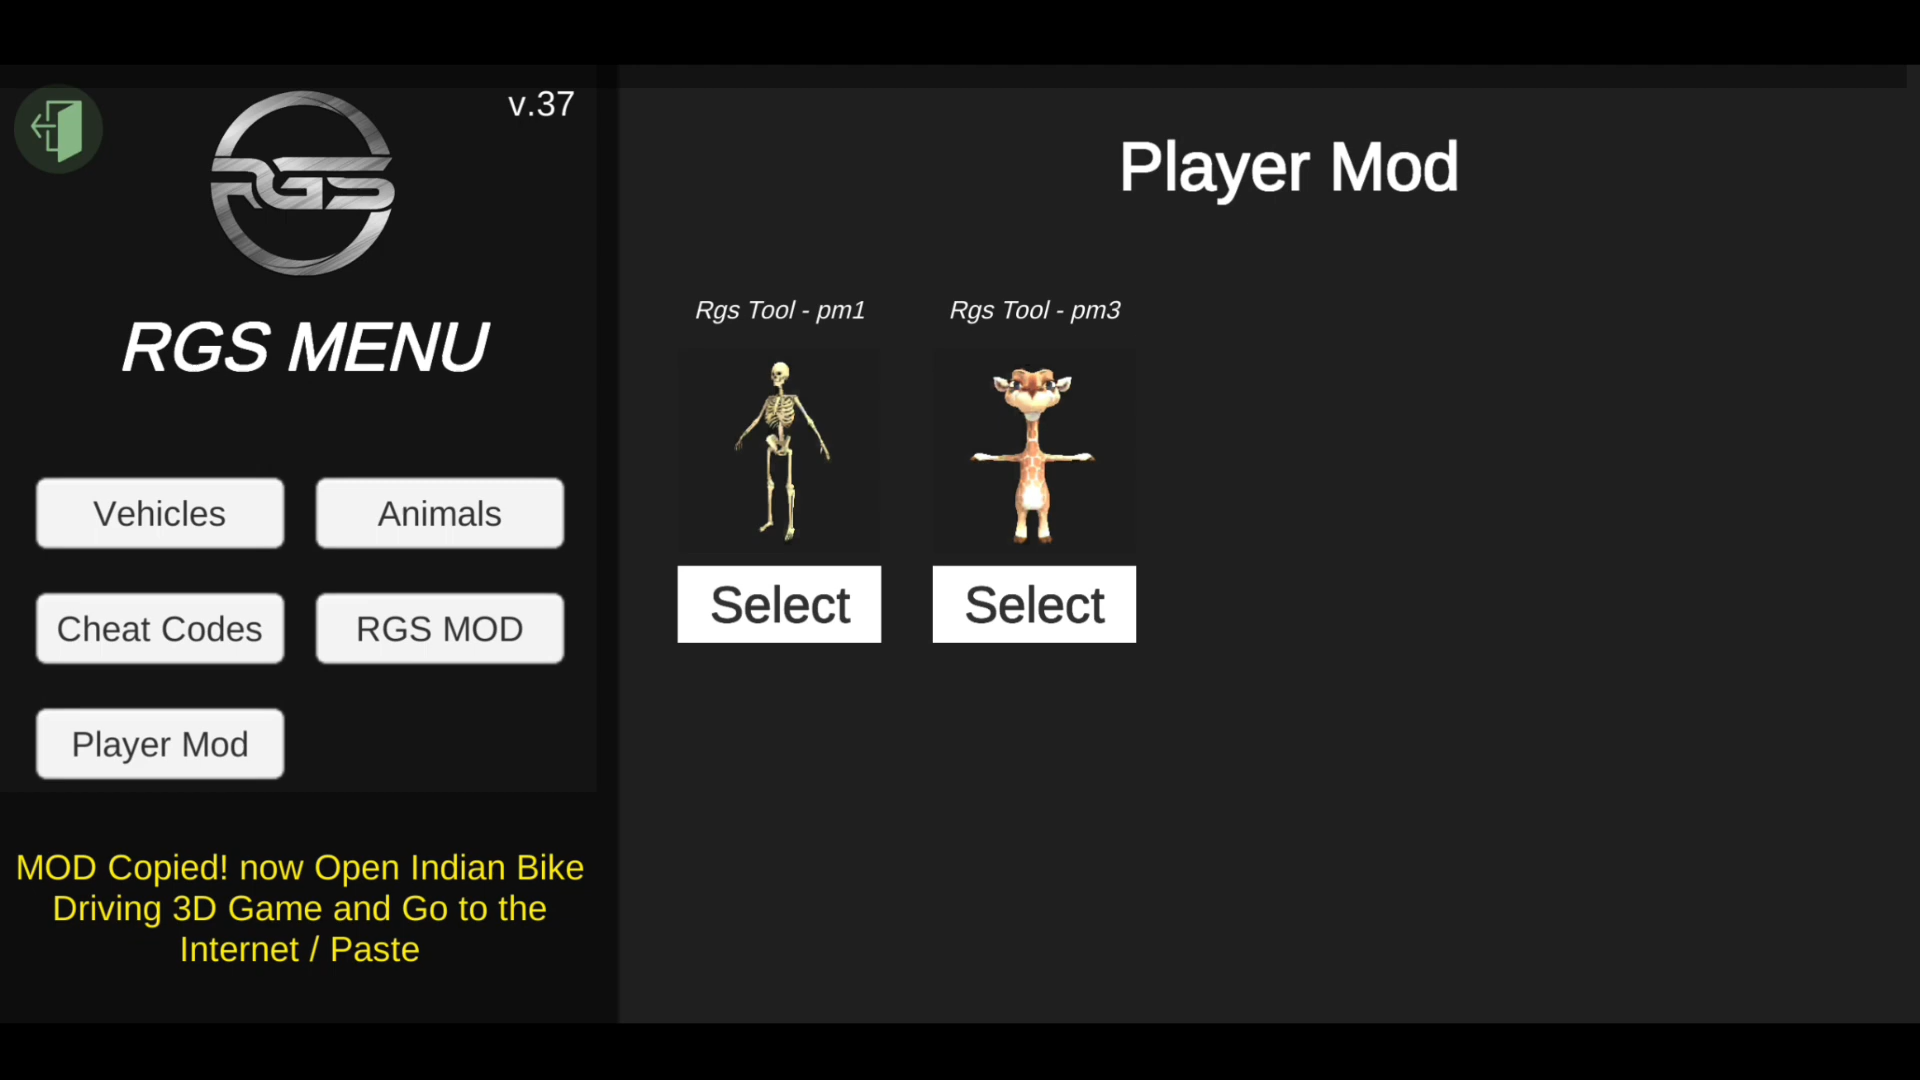 v.37
RGS
RGS MENU
Vehicles
Animals
Cheat Codes
RGS MOD
Player Mod
MOD Copied! now Open Indian Bike
Driving 3D Game and Go to the
Internet / Paste
Player Mod
Rgs Tool - pm1
Rgs Tool - pm3
Select
Select